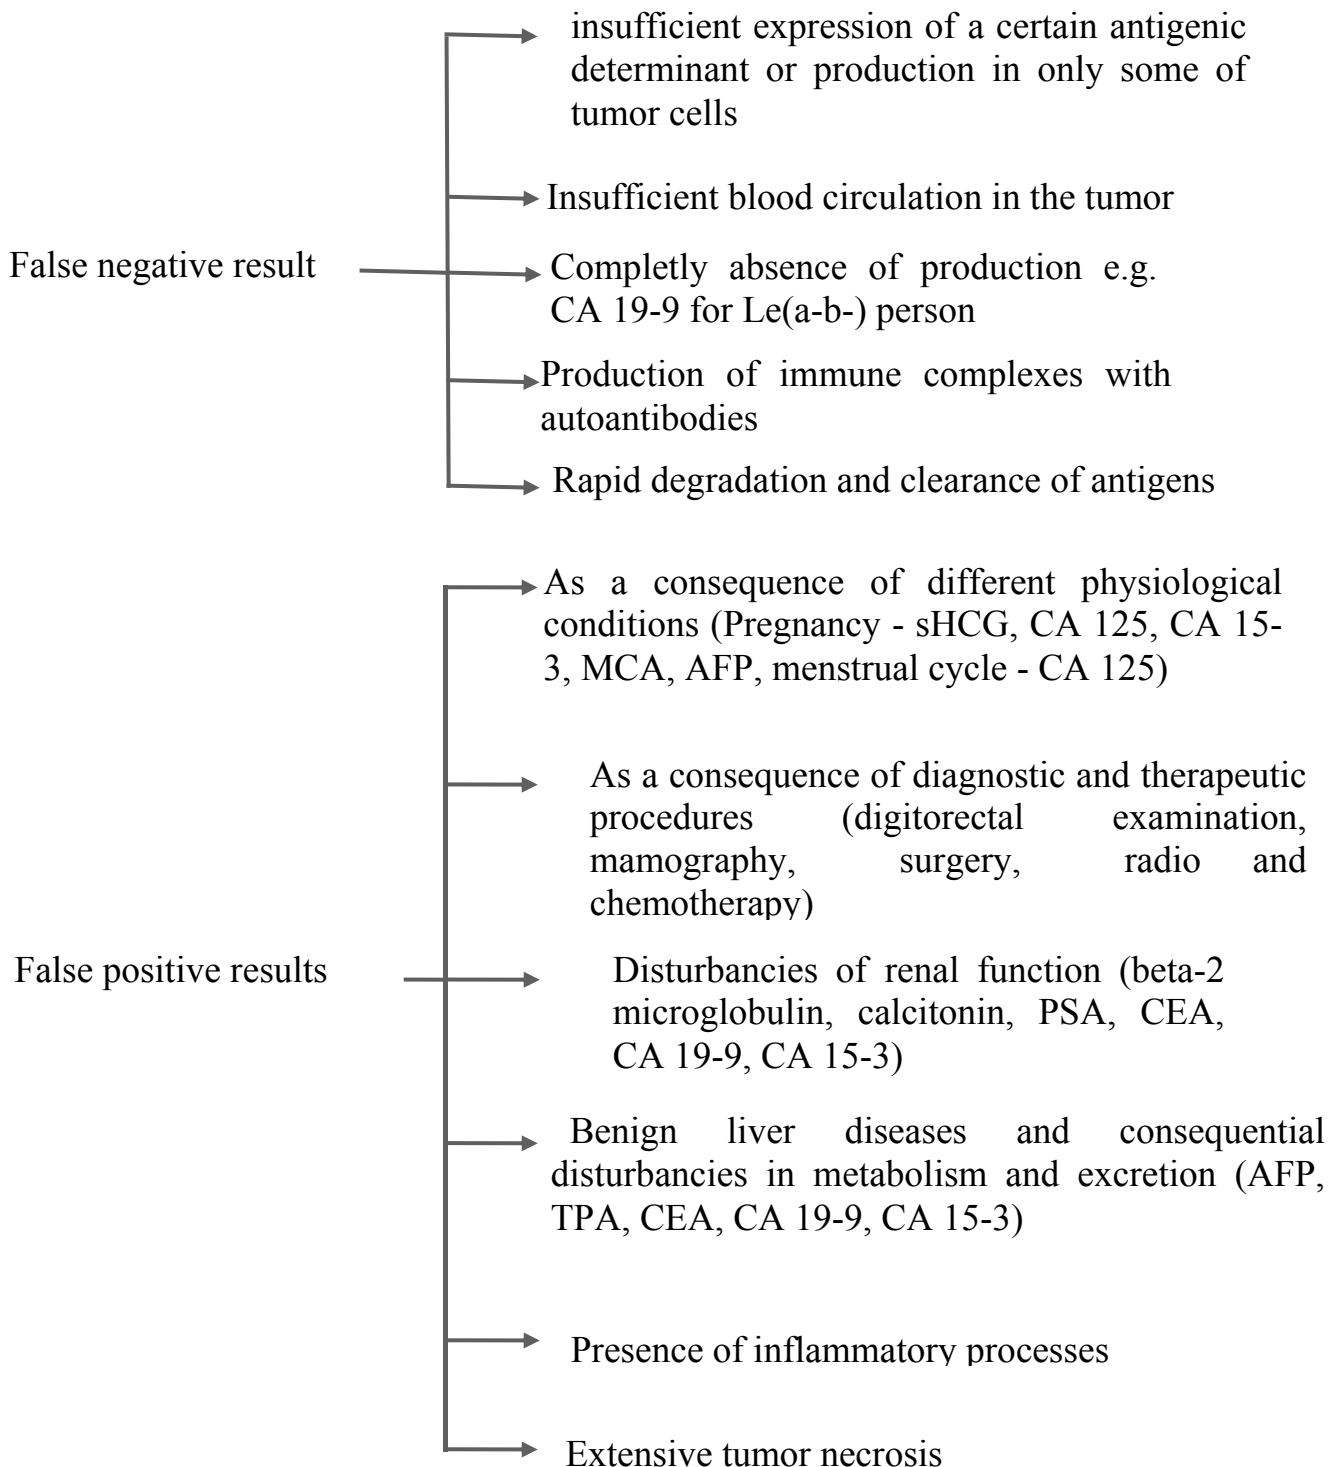 insufficient expression of a certain antigenic
determinant or production in only some of
tumor cells
Insufficient blood circulation in the tumor
False negative result
Completly absence of production e.g.
CA 19-9 for Le(a-b-) person
Production of immune complexes with
autoantibodies
Rapid degradation and clearance of antigens
As a consequence of different physiological
conditions (Pregnancy - sHCG, CA 125, CA 15-
3, MCA, AFP, menstrual cycle - CA 125)
As a consequence of diagnostic and therapeutic
procedures (digitorectal examination,
mamography, surgery, radio and
chemotherapy)
False positive results
Disturbancies of renal function (beta-2
microglobulin, calcitonin, PSA, CEA,
CA 19-9, CA 15-3)
Benign liver diseases and consequential
disturbancies in metabolism and excretion (AFP,
TPA, CEA, CA 19-9, CA 15-3)
Presence of inflammatory processes
Extensive tumor necrosis